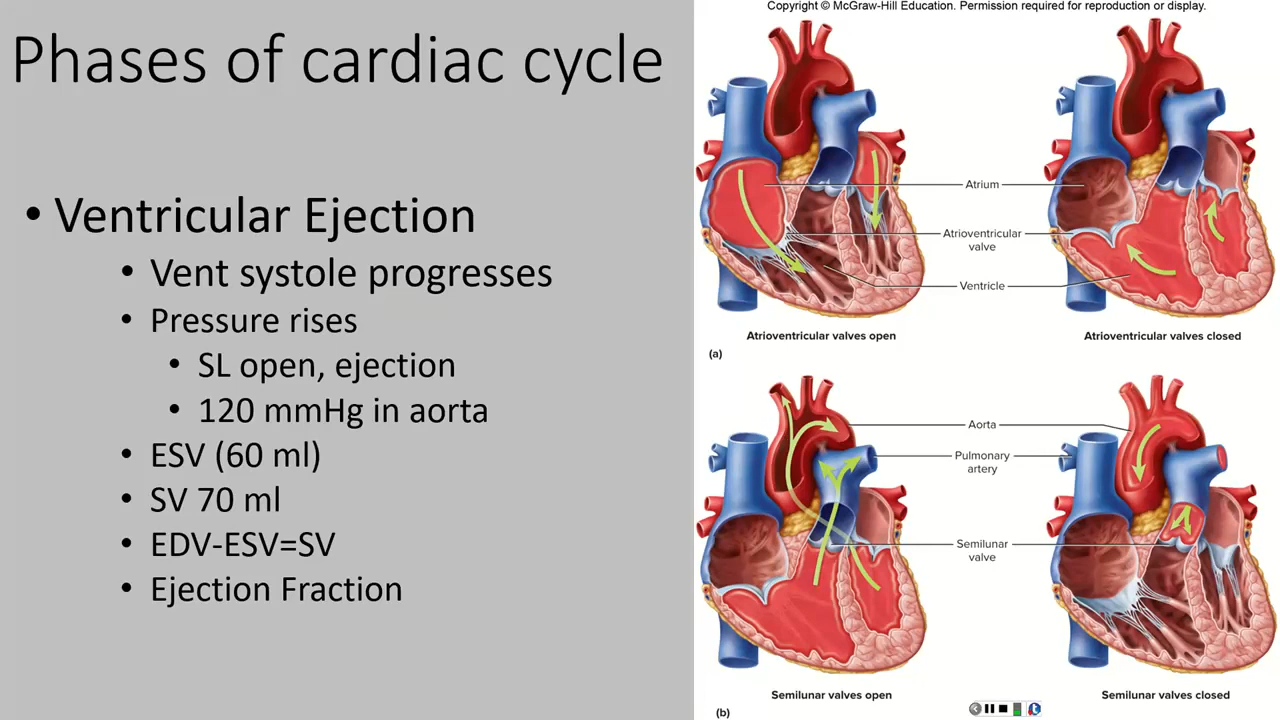 Phases of cardiac cycle
• Ventricular Ejection
• Vent systole progresses
• Pressure rises
• SL open, ejection
• 120 mmHg in aorta
• ESV (60 ml)
• SV 70 ml
• EDV-ESV=SV
• Ejection Fraction
Copyright © McGraw-Hill Education. Permission required for reproduction or display.
Atrium
Atrioventricular
valve
Ventricle
Atrioventricular valves open
Atrioventricular valves closed
(a)
Aorta
Pulmonary
artery
Semilunar
valve
Semilunar valves open
Semilunar valves closed
(b)